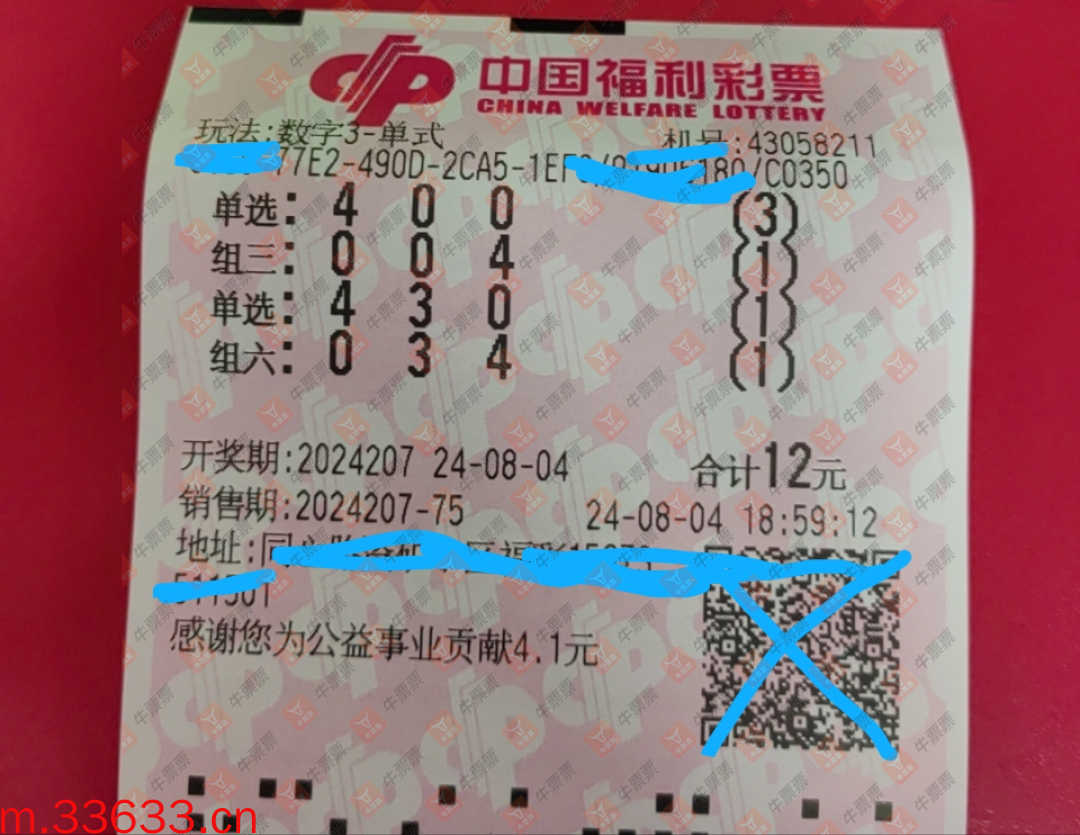 中国福利彩票
CHINA WELFARE LOTTERY
玩法:数字3-单式 机号:43058211
77E2-490D-2CA5-1EF /C0350
单选: 4 0 0 (3)
组三: 0 0 4 (1)
单选: 4 3 0 (1)
组六: 0 3 4 (1)
开奖期:2024207 24-08-04 合计12元
销售期:2024207-75 24-08-04 18:59:12
地址:
感谢您为公益事业贡献4.1元
牛票票
m.33633.cn